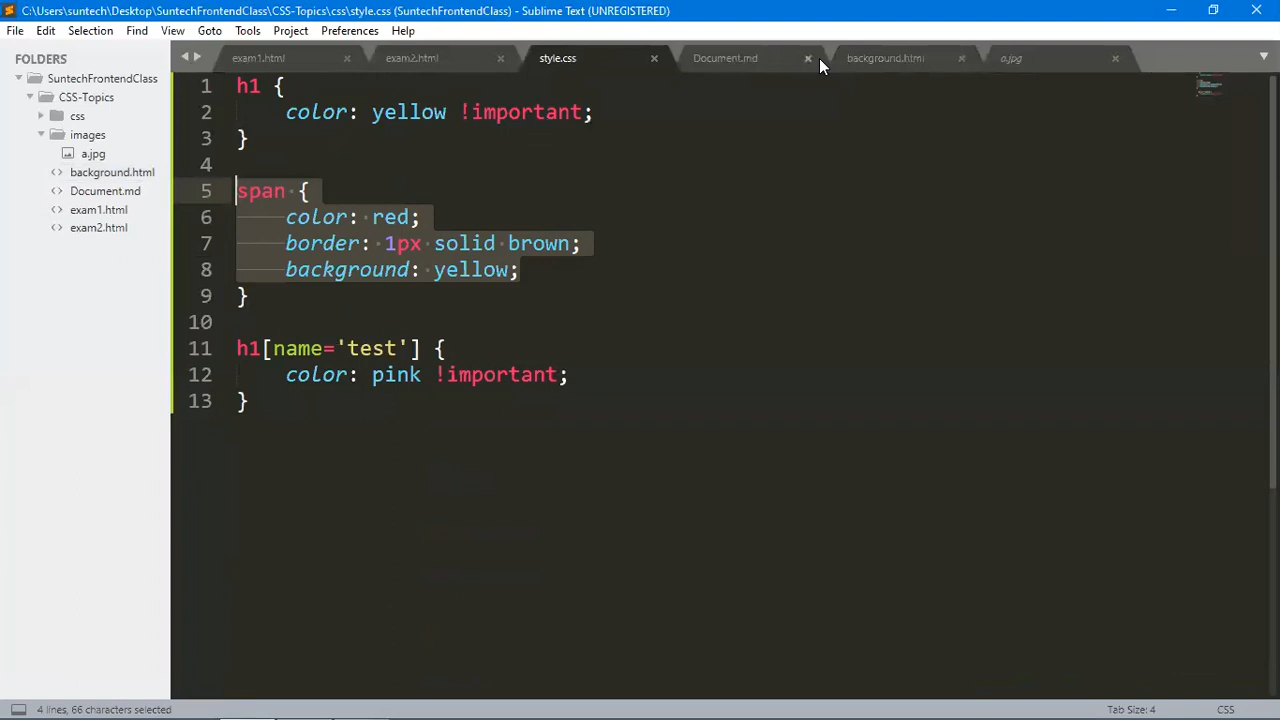 C:\Users\suntech\Desktop\SuntechFrontendClass\CSS-Topics\css\style.css (SuntechFrontendClass) - Sublime Text (UNREGISTERED)
File Edit Selection Find View Goto Tools Project Preferences Help
FOLDERS
SuntechFrontendClass
CSS-Topics
css
images
a.jpg
background.html
Document.md
exam1.html
exam2.html
exam1.html exam2.html style.css Document.md background.html a.jpg
1 h1 {
2 color: yellow !important;
3 }
4
5 span {
6 color: red;
7 border: 1px solid brown;
8 background: yellow;
9 }
10
11 h1[name='test'] {
12 color: pink !important;
13 }
4 lines, 66 characters selected Tab Size: 4 CSS